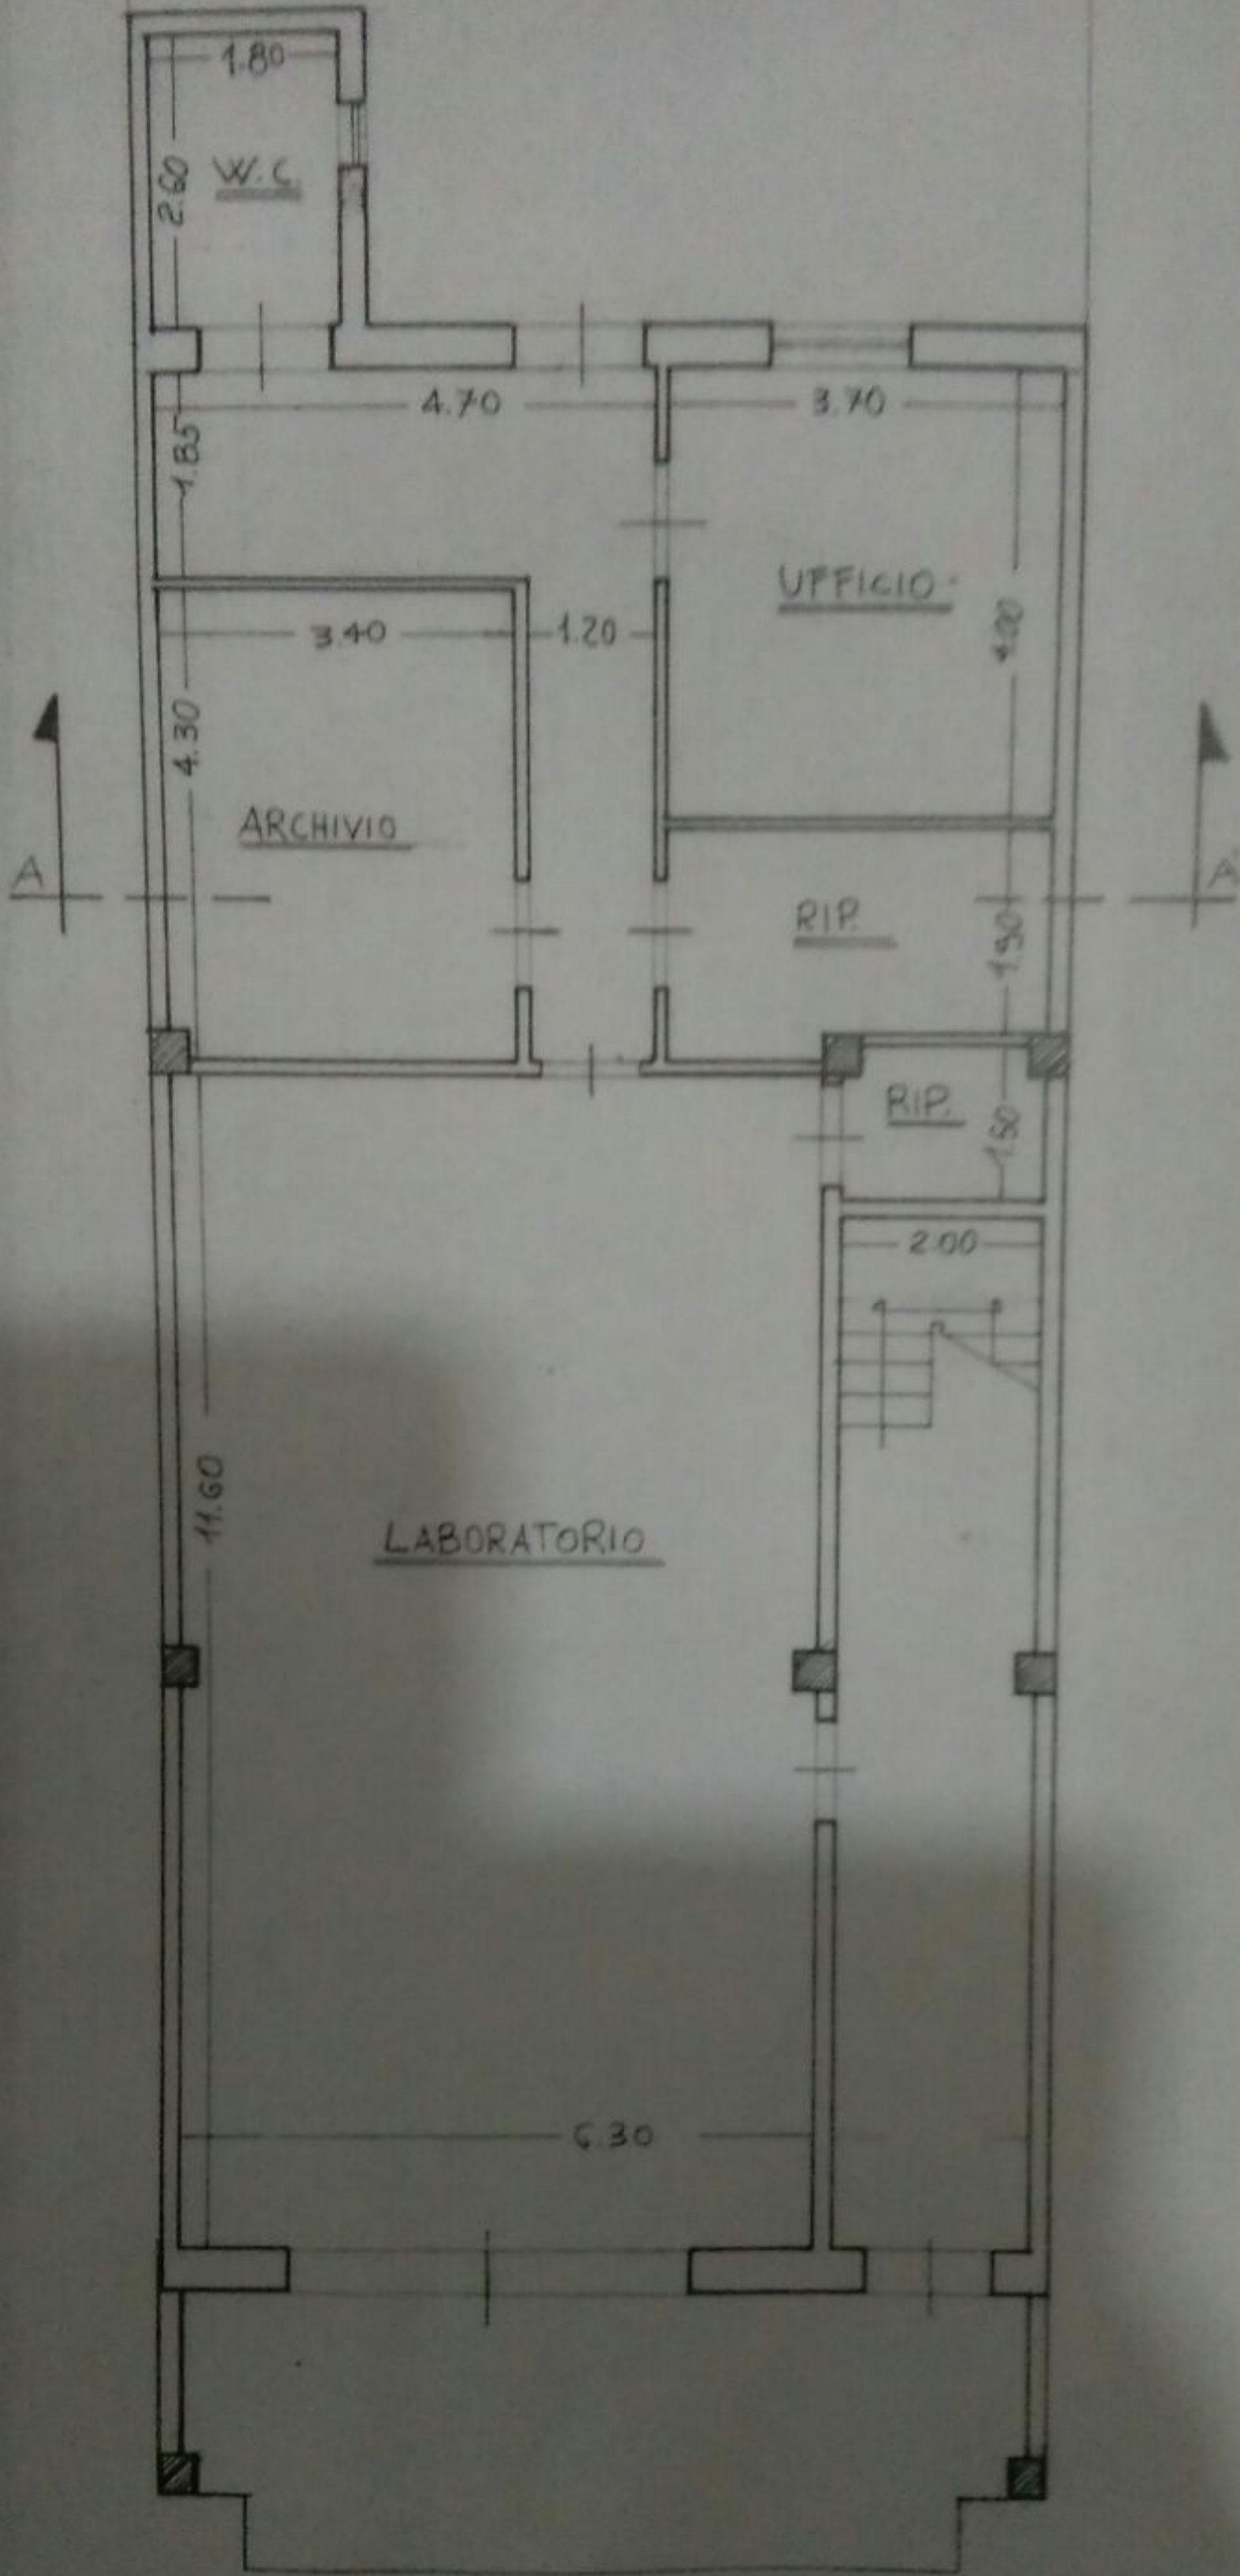 1.80
2.60
W.C.
4.70
3.70
1.85
UFFICIO
3.40
1.20
4.00
4.30
ARCHIVIO
A
A'
RIP.
1.90
RIP.
1.50
2.00
11.60
LABORATORIO
6.30